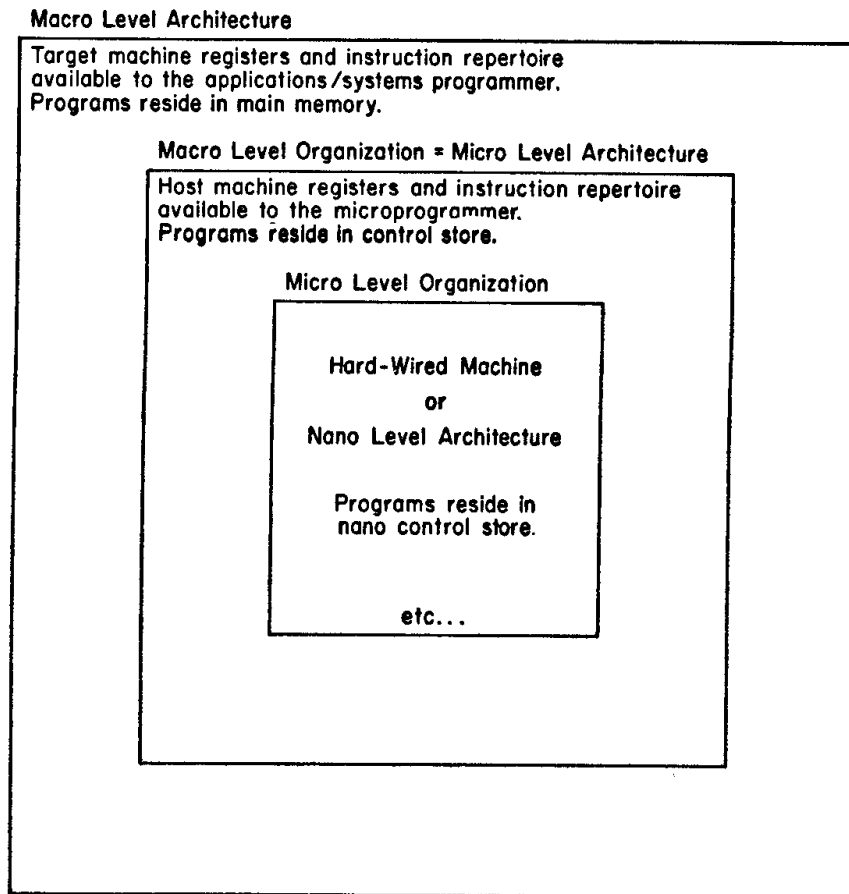 Macro Level Architecture
Target machine registers and instruction repertoire
available to the applications/systems programmer.
Programs reside in main memory.
Macro Level Organization = Micro Level Architecture
Host machine registers and instruction repertoire
available to the microprogrammer.
Programs reside in control store.
Micro Level Organization
Hard-Wired Machine
or
Nano Level Architecture
Programs reside in
nano control store.
etc...